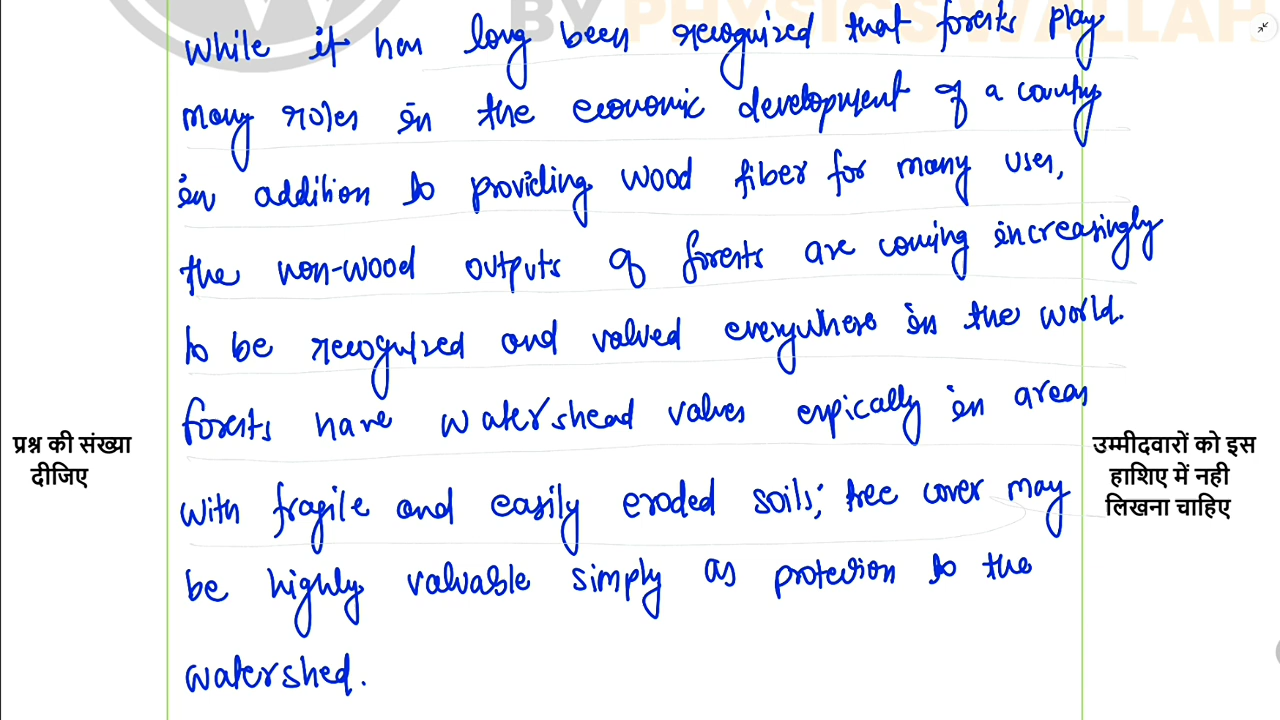 BY PHYSICS WALLAH
while it has long been recognized that forests play
many roles in the economic development of a country
in addition to providing wood fiber for many uses,
the non-wood outputs of forests are coming increasingly
to be recognized and valued everywhere in the world.
forests have watershead values espically in areas
with fragile and easily eroded soils; tree cover may
be highly valuable simply as protection to the
watershed.
प्रश्न की संख्या
दीजिए
उम्मीदवारों को इस
हाशिए में नही
लिखना चाहिए